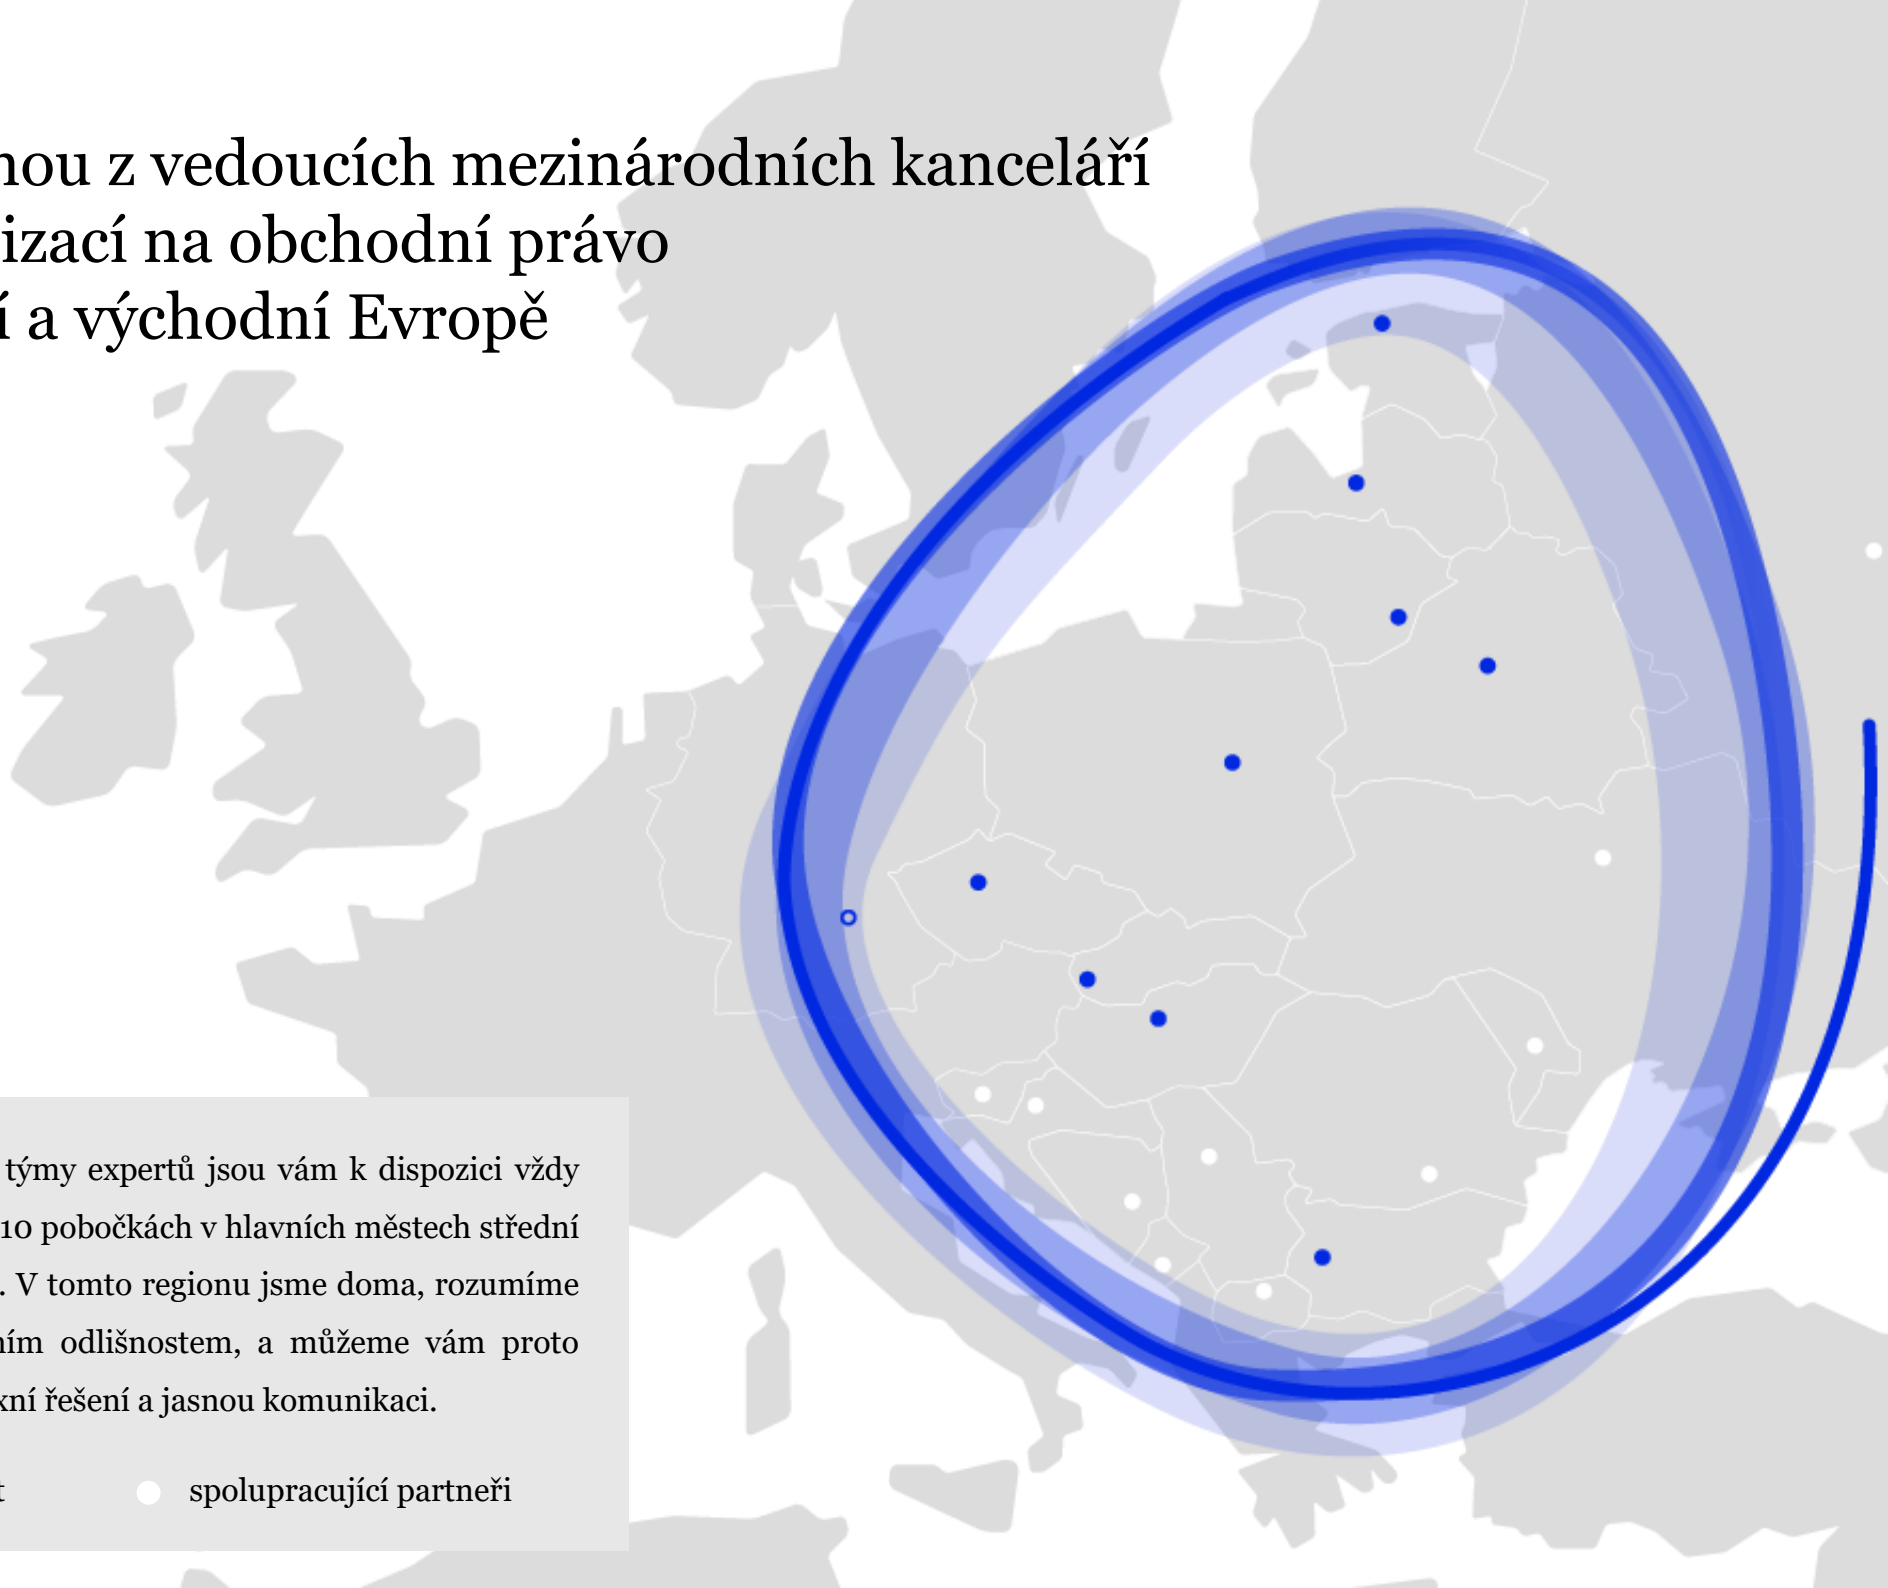 nou z vedoucích mezinárodních kanceláří
izací na obchodní právo
í a východní Evropě
týmy expertů jsou vám k dispozici vždy
10 pobočkách v hlavních městech střední
. V tomto regionu jsme doma, rozumíme
ním odlišnostem, a můžeme vám proto
xní řešení a jasnou komunikaci.
t spolupracující partneři